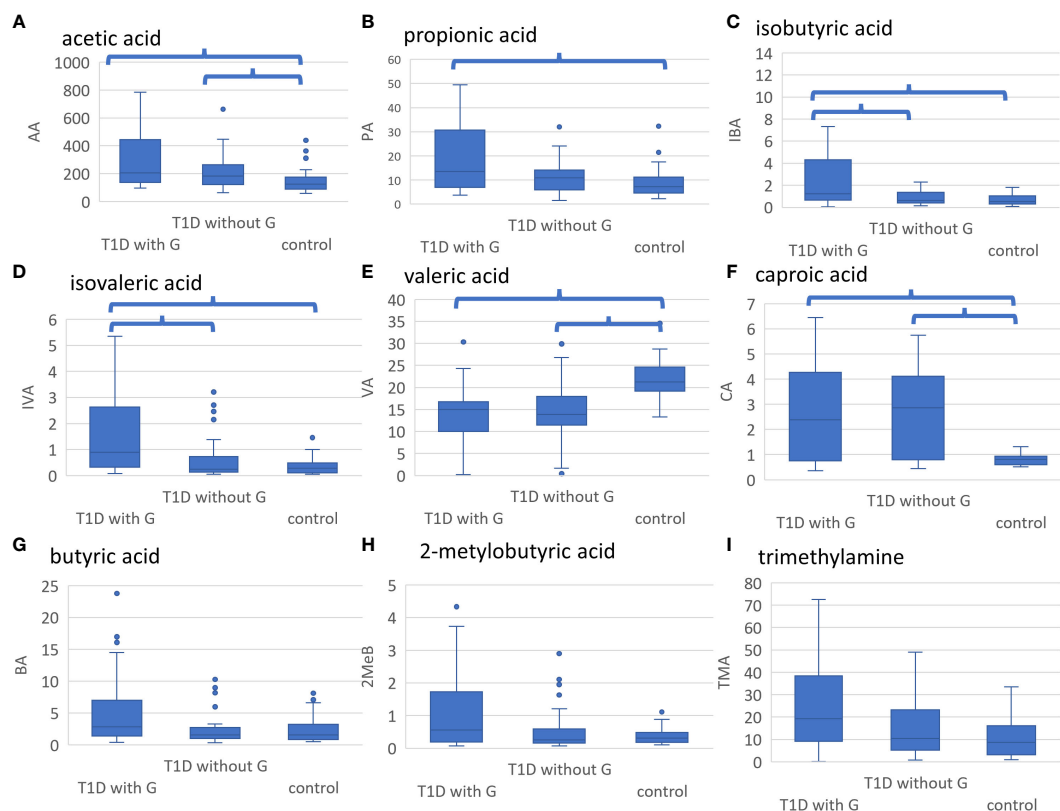 A
acetic acid
AA
1000
800
600
400
200
0
T1D without G
T1D with G control
B
propionic acid
PA
60
50
40
30
20
10
0
T1D without G
T1D with G control
C
isobutyric acid
IBA
14
12
10
8
6
4
2
0
T1D without G
T1D with G control
D
isovaleric acid
IVA
6
5
4
3
2
1
0
T1D without G
T1D with G control
E
valeric acid
VA
40
35
30
25
20
15
10
5
0
T1D without G
T1D with G control
F
caproic acid
CA
7
6
5
4
3
2
1
0
T1D without G
T1D with G control
G
butyric acid
BA
25
20
15
10
5
0
T1D without G
T1D with G control
H
2-metylobutyric acid
2MeB
5
4
3
2
1
0
T1D without G
T1D with G control
I
trimethylamine
TMA
80
70
60
50
40
30
20
10
0
T1D without G
T1D with G control